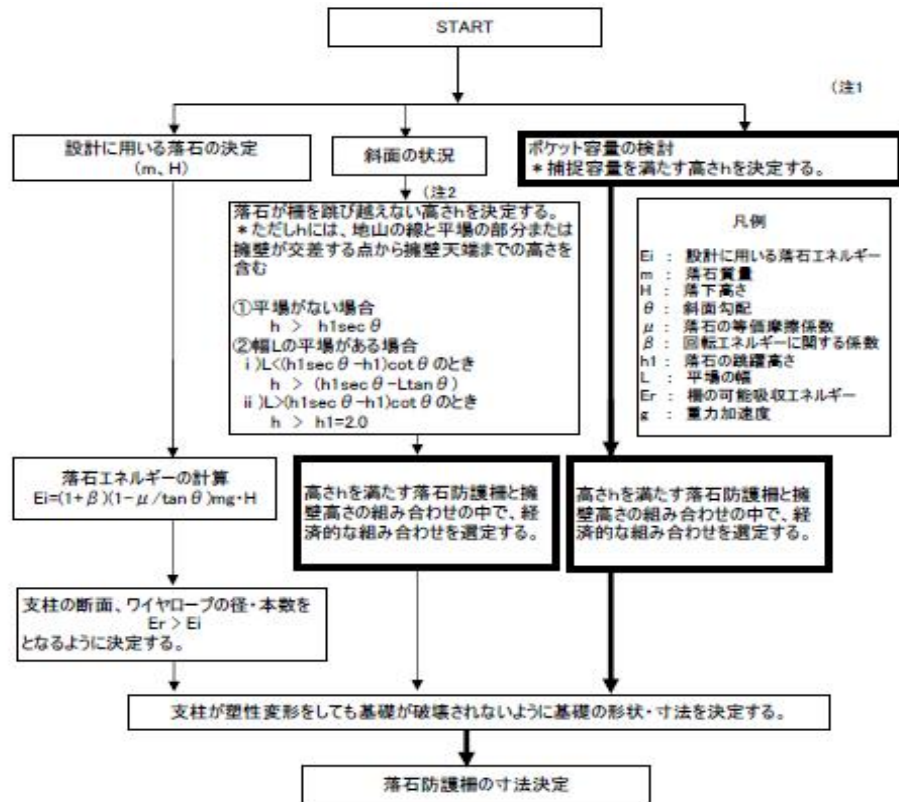 START
(注1
設計に用いる落石の決定
(m、H)
斜面の状況
ポケット容量の検討
＊捕捉容量を満たす高さhを決定する。
(注2
落石が柵を跳び越えない高さhを決定する。
＊ただしhには、地山の線と平場の部分または
擁壁が交差する点から擁壁天端までの高さを
含む
①平場がない場合
h > h1secθ
②幅Lの平場がある場合
ⅰ)L<(h1secθ-h1)cotθのとき
h > (h1secθ-Ltanθ)
ⅱ)L>(h1secθ-h1)cotθのとき
h > h1=2.0
凡例
Ei : 設計に用いる落石エネルギー
m : 落石質量
H : 落下高さ
θ : 斜面勾配
μ : 落石の等価摩擦係数
β : 回転エネルギーに関する係数
h1 : 落石の跳躍高さ
L : 平場の幅
Er : 柵の可能吸収エネルギー
g : 重力加速度
落石エネルギーの計算
Ei=(1+β)(1-μ/tanθ)mg・H
高さhを満たす落石防護柵と擁
壁高さの組み合わせの中で、経
済的な組み合わせを選定する。
高さhを満たす落石防護柵と擁
壁高さの組み合わせの中で、経
済的な組み合わせを選定する。
支柱の断面、ワイヤロープの径・本数を
Er > Ei
となるように決定する。
支柱が塑性変形をしても基礎が破壊されないように基礎の形状・寸法を決定する。
落石防護柵の寸法決定